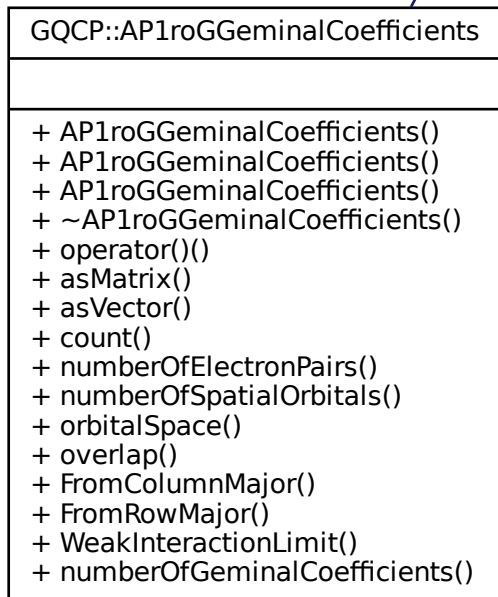 GQCP::AP1roGGeminalCoefficients
+ AP1roGGeminalCoefficients()
+ AP1roGGeminalCoefficients()
+ AP1roGGeminalCoefficients()
+ ~AP1roGGeminalCoefficients()
+ operator()()
+ asMatrix()
+ asVector()
+ count()
+ numberOfElectronPairs()
+ numberOfSpatialOrbitals()
+ orbitalSpace()
+ overlap()
+ FromColumnMajor()
+ FromRowMajor()
+ WeakInteractionLimit()
+ numberOfGeminalCoefficients()